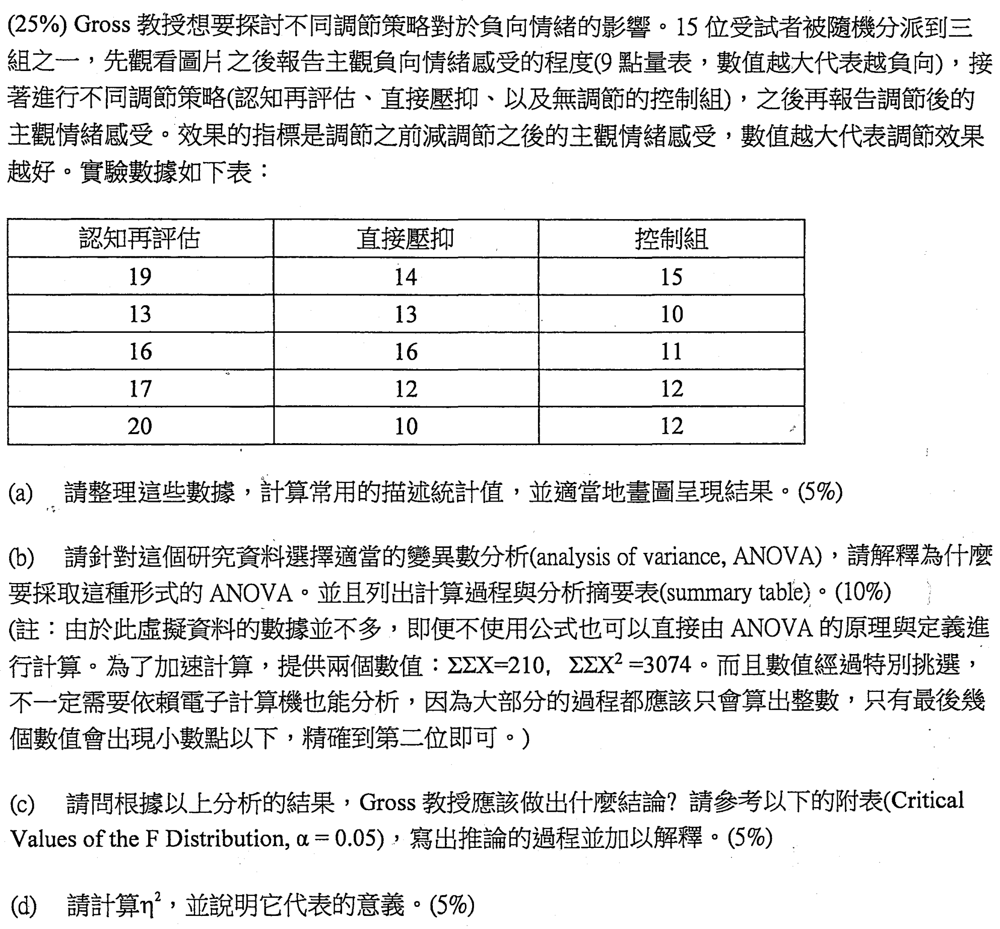 (25%) Gross 教授想要探討不同調節策略對於負向情緒的影響。15 位受試者被隨機分派到三
組之一，先觀看圖片之後報告主觀負向情緒感受的程度(9 點量表，數值越大代表越負向)，接
著進行不同調節策略(認知再評估、直接壓抑、以及無調節的控制組)，之後再報告調節後的
主觀情緒感受。效果的指標是調節之前減調節之後的主觀情緒感受，數值越大代表調節效果
越好。實驗數據如下表：
認知再評估 直接壓抑 控制組
19 14 15
13 13 10
16 16 11
17 12 12
20 10 12
(a) 請整理這些數據，計算常用的描述統計值，並適當地畫圖呈現結果。(5%)
(b) 請針對這個研究資料選擇適當的變異數分析(analysis of variance, ANOVA)，請解釋為什麼
要採取這種形式的 ANOVA。並且列出計算過程與分析摘要表(summary table)。(10%)
(註：由於此虛擬資料的數據並不多，即便不使用公式也可以直接由 ANOVA 的原理與定義進
行計算。為了加速計算，提供兩個數值：ΣΣX=210, ΣΣX² =3074。而且數值經過特別挑選，
不一定需要依賴電子計算機也能分析，因為大部分的過程都應該只會算出整數，只有最後幾
個數值會出現小數點以下，精確到第二位即可。)
(c) 請問根據以上分析的結果，Gross 教授應該做出什麼結論? 請參考以下的附表(Critical
Values of the F Distribution, α = 0.05)，寫出推論的過程並加以解釋。(5%)
(d) 請計算η²，並說明它代表的意義。(5%)